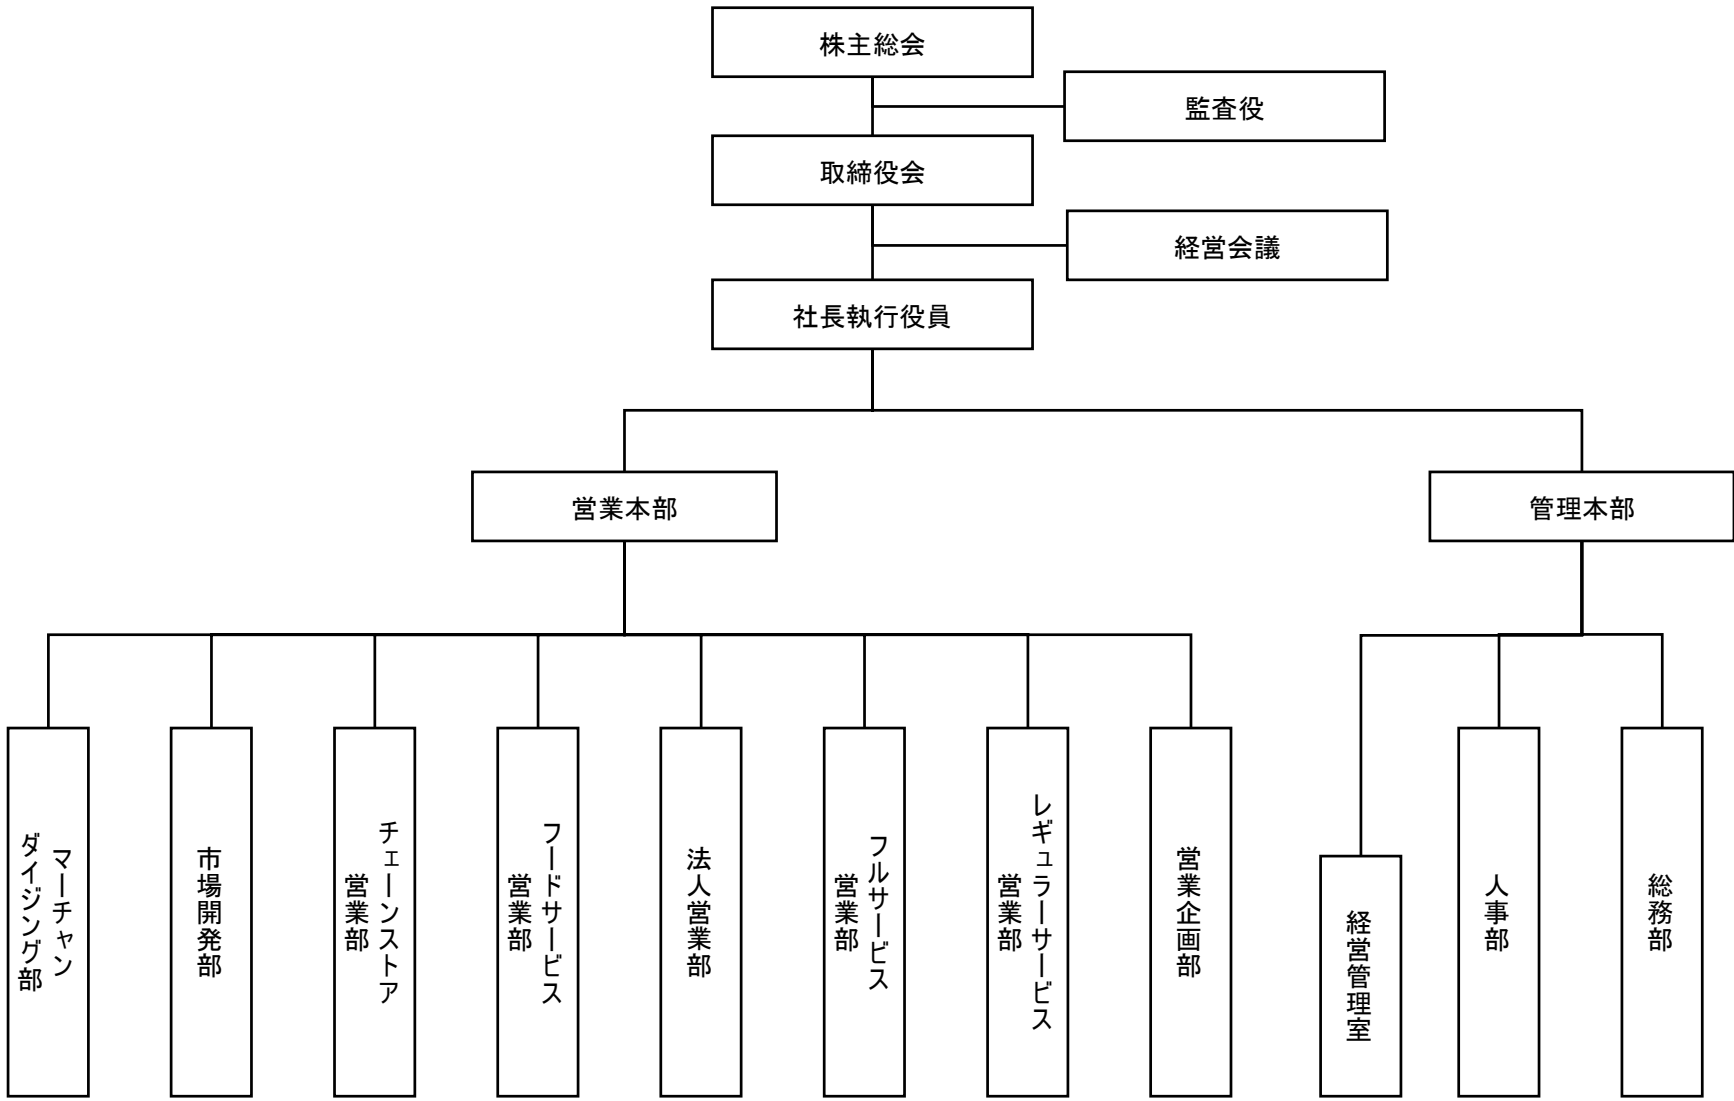 株主総会
監査役
取締役会
経営会議
社長執行役員
営業本部
管理本部
マーチャン
ダイジング部
市場開発部
チェーンストア
営業部
フードサービス
営業部
法人営業部
フルサービス
営業部
レギュラーサービス
営業部
営業企画部
経営管理室
人事部
総務部